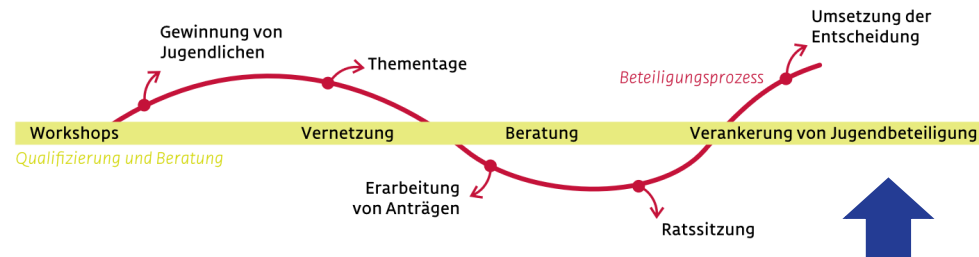 Umsetzung der
Entscheidung
Gewinnung von
Jugendlichen
Thementage
Beteiligungsprozess
Workshops
Vernetzung
Beratung
Verankerung von Jugendbeteiligung
Qualifizierung und Beratung
Erarbeitung
von Anträgen
Ratssitzung